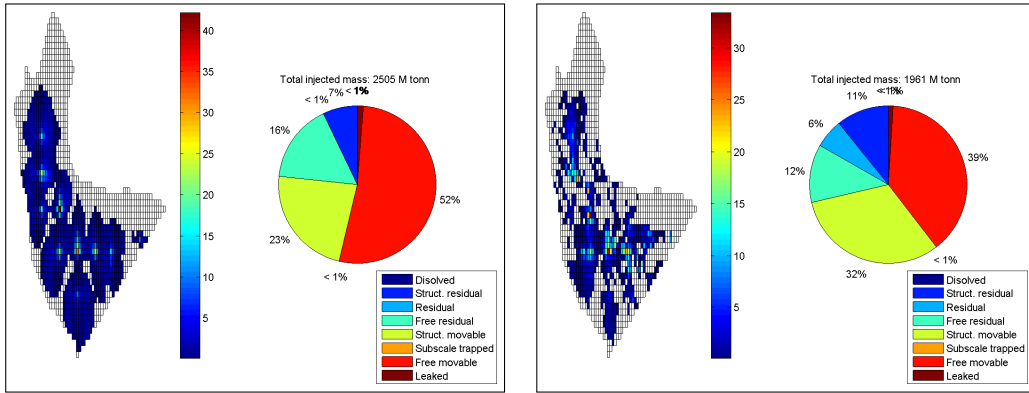 40
35
30
25
20
15
10
5
Total injected mass: 2505 M tonn
< 1%
7%
< 1%
16%
23%
< 1%
52%
Disolved
Struct. residual
Residual
Free residual
Struct. movable
Subscale trapped
Free movable
Leaked
30
25
20
15
10
5
Total injected mass: 1961 M tonn
11%
6%
12%
32%
< 1%
39%
Disolved
Struct. residual
Residual
Free residual
Struct. movable
Subscale trapped
Free movable
Leaked